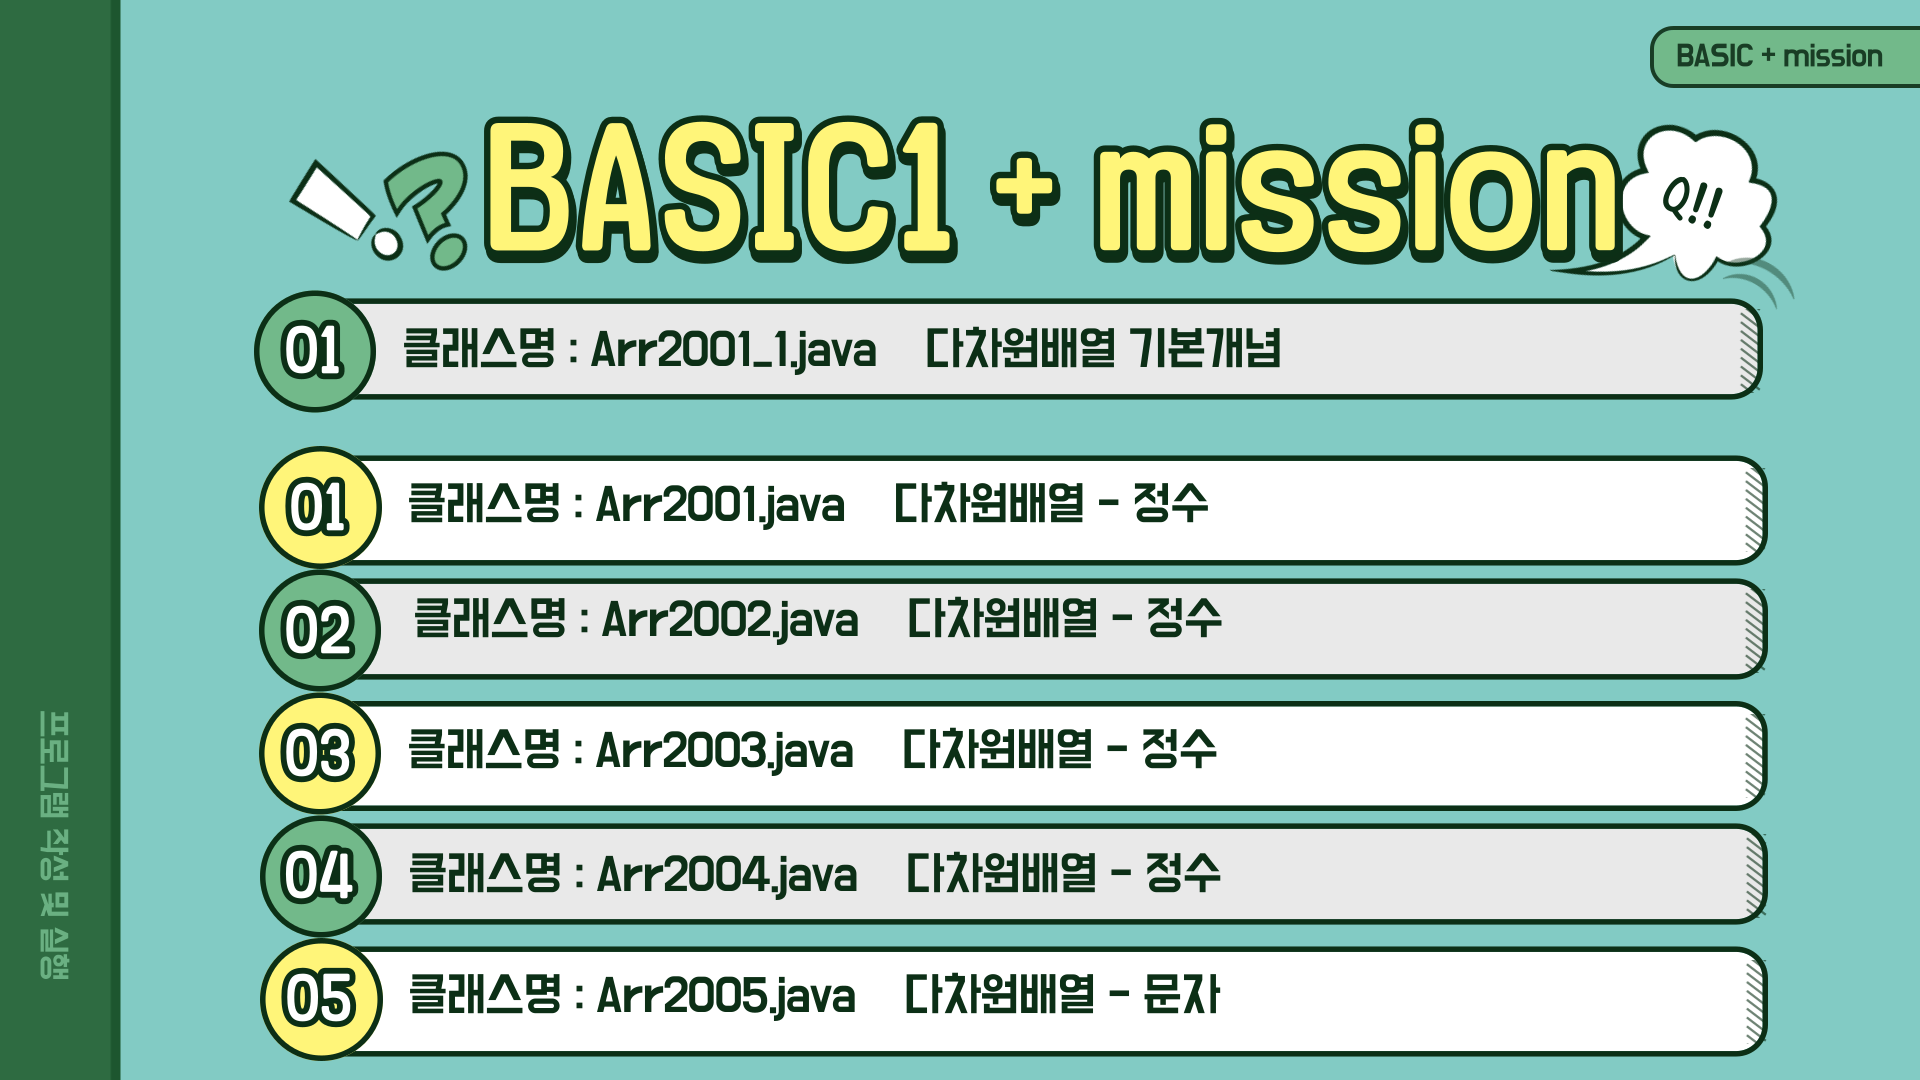 BASIC + mission
BASIC1 + mission
Q!!
01 클래스명 : Arr2001_1.java 다차원배열 기본개념
01 클래스명 : Arr2001.java 다차원배열 - 정수
02 클래스명 : Arr2002.java 다차원배열 - 정수
03 클래스명 : Arr2003.java 다차원배열 - 정수
04 클래스명 : Arr2004.java 다차원배열 - 정수
05 클래스명 : Arr2005.java 다차원배열 - 문자
프로그램 작성 및 실행